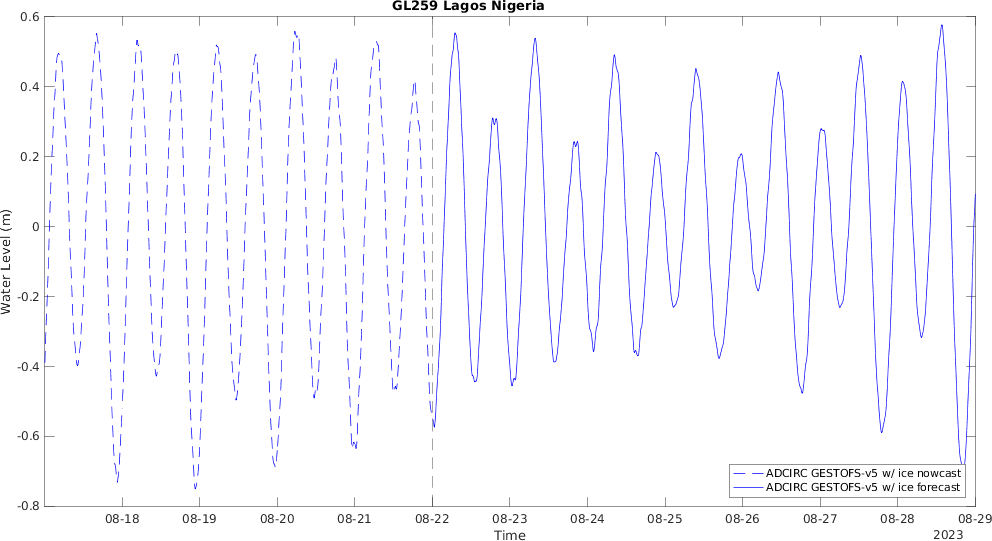 GL259 Lagos Nigeria
0.6
0.4
0.2
0
-0.2
-0.4
-0.6
-0.8
Water Level (m)
ADCIRC GESTOFS-v5 w/ ice nowcast
ADCIRC GESTOFS-v5 w/ ice forecast
08-18 08-19 08-20 08-21 08-22 08-23 08-24 08-25 08-26 08-27 08-28 08-29
Time
2023